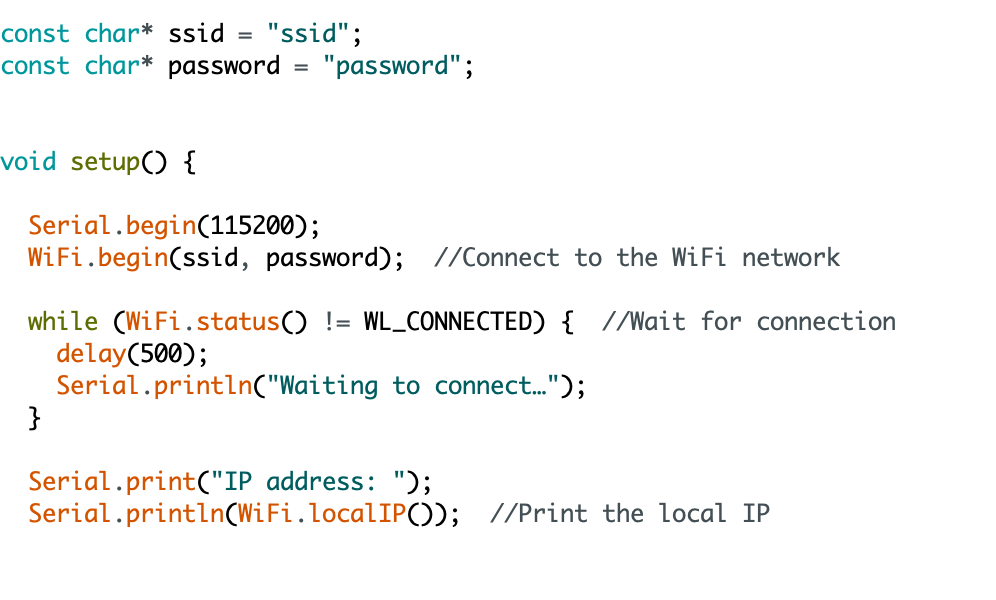 const char* ssid = "ssid";
const char* password = "password";
void setup() {
Serial.begin(115200);
WiFi.begin(ssid, password);  //Connect to the WiFi network
while (WiFi.status() != WL_CONNECTED) {  //Wait for connection
delay(500);
Serial.println("Waiting to connect…");
}
Serial.print("IP address: ");
Serial.println(WiFi.localIP());  //Print the local IP